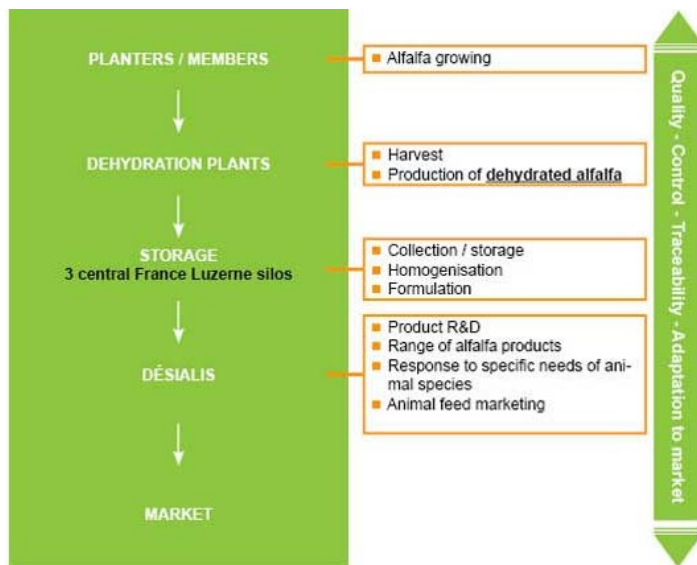 PLANTERS / MEMBERS
Alfalfa growing
DEHYDRATION PLANTS
Harvest
Production of dehydrated alfalfa
STORAGE
3 central France Luzerne silos
Collection / storage
Homogenisation
Formulation
DÉSIALIS
Product R&D
Range of alfalfa products
Response to specific needs of ani-
mal species
Animal feed marketing
MARKET
Quality - Control - Traceability - Adaptation to market